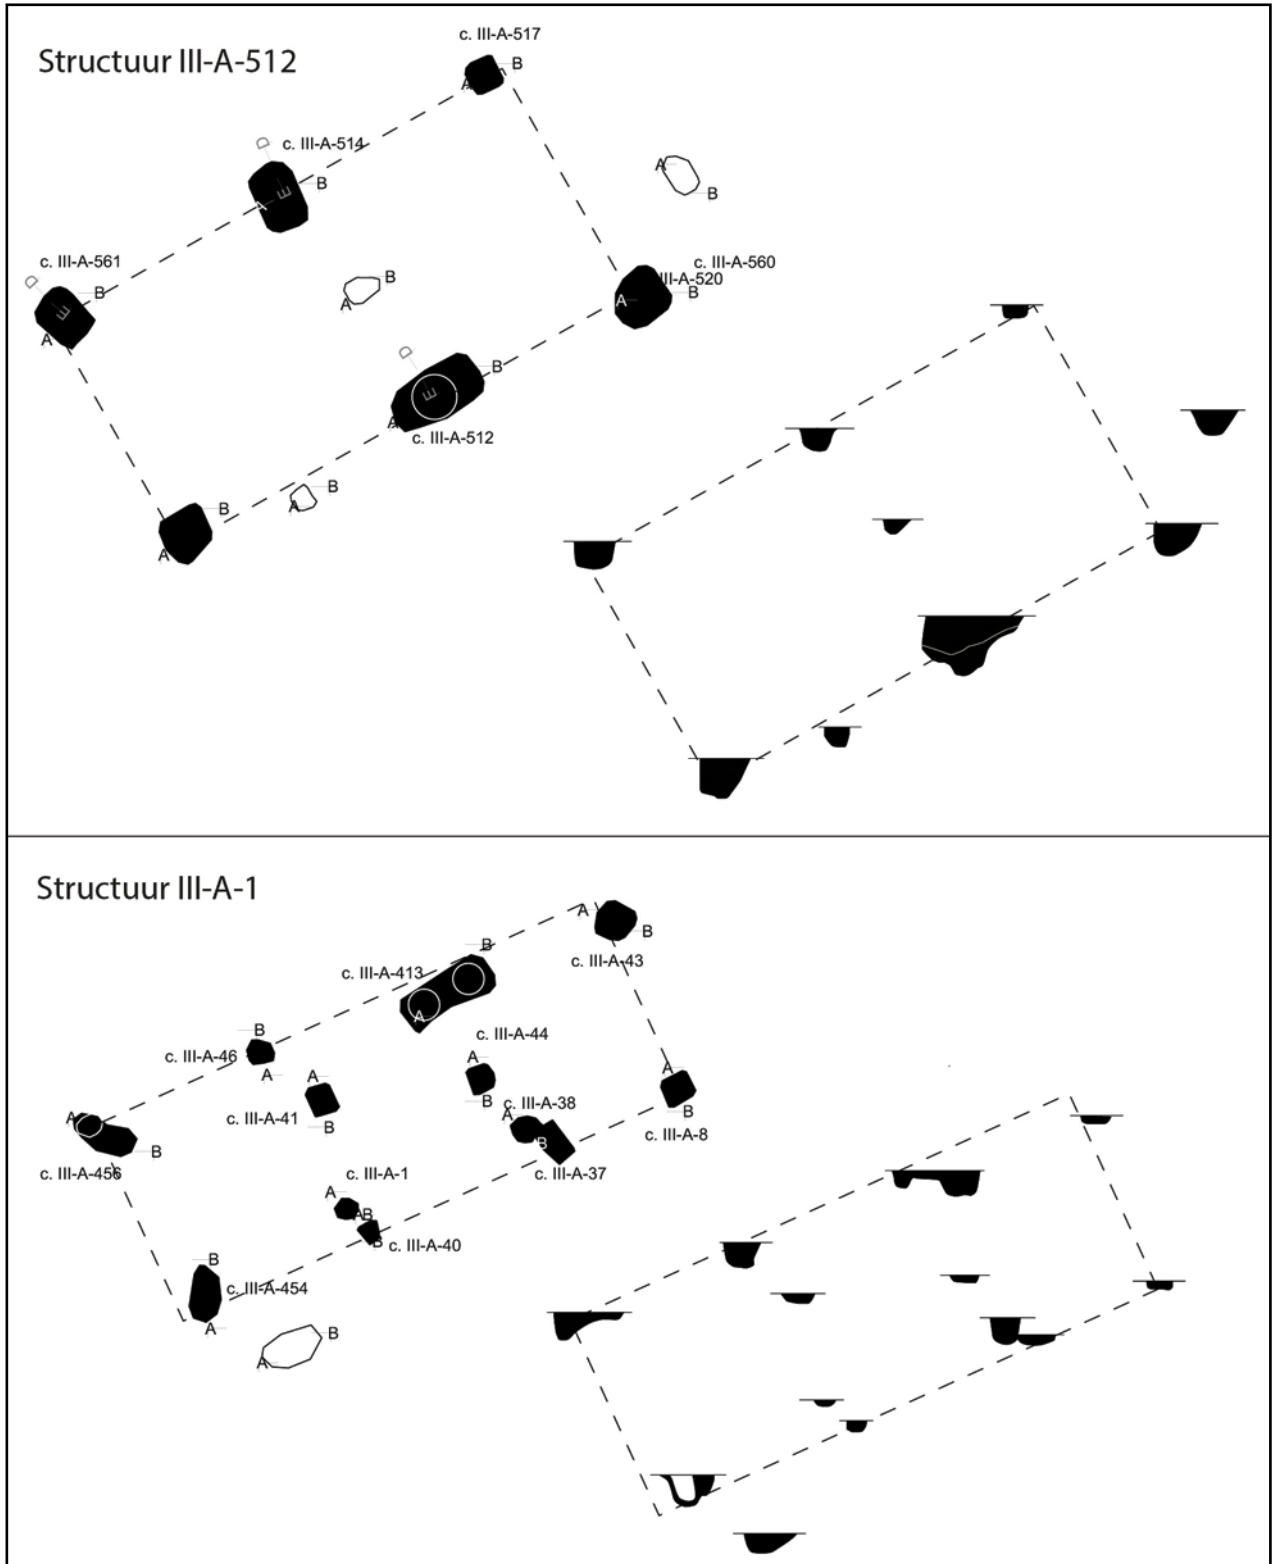 Structuur III-A-512
c. III-A-517
B
A
D
c. III-A-514
B
E
A
A
B
c. III-A-561
D
B
E
A
B
A
c. III-A-560
III-A-520
B
A
D
B
E
A
c. III-A-512
B
A
B
A
Structuur III-A-1
A
B
c. III-A-43
B
c. III-A-413
A
B
c. III-A-46
A
c. III-A-44
A
B
A
c. III-A-41
B
c. III-A-38
A
B
c. III-A-37
A
B
c. III-A-8
A
B
c. III-A-456
c. III-A-1
A
AB
B
c. III-A-40
B
c. III-A-454
A
B
A